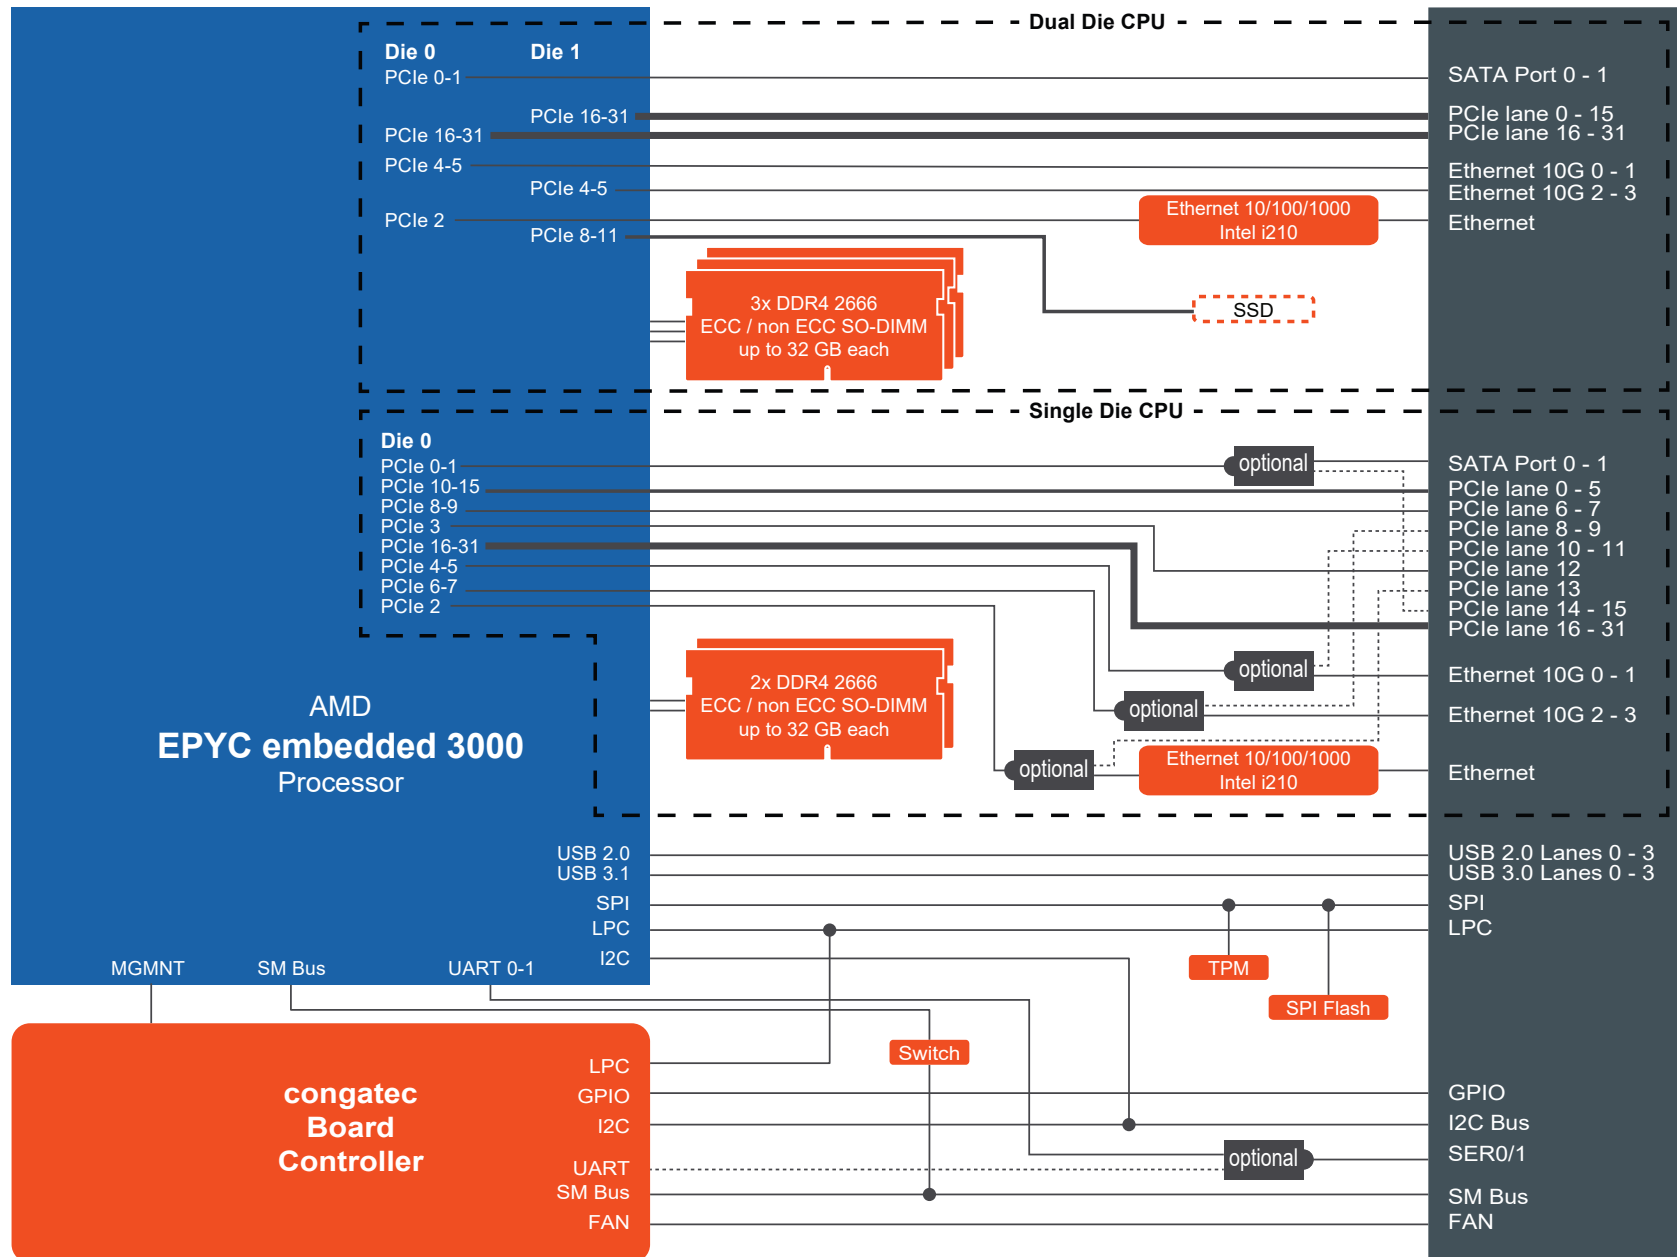 Dual Die CPU
Die 0
Die 1
PCIe 0-1
SATA Port 0 - 1
PCIe 16-31
PCIe lane 0 - 15
PCIe 16-31
PCIe lane 16 - 31
PCIe 4-5
Ethernet 10G 0 - 1
PCIe 4-5
Ethernet 10G 2 - 3
PCIe 2
Ethernet 10/100/1000
Intel i210
Ethernet
PCIe 8-11
3x DDR4 2666
ECC / non ECC SO-DIMM
up to 32 GB each
SSD
Single Die CPU
Die 0
PCIe 0-1
PCIe 10-15
PCIe 8-9
PCIe 3
PCIe 16-31
PCIe 4-5
PCIe 6-7
PCIe 2
optional
SATA Port 0 - 1
PCIe lane 0 - 5
PCIe lane 6 - 7
PCIe lane 8 - 9
PCIe lane 10 - 11
PCIe lane 12
PCIe lane 13
PCIe lane 14 - 15
PCIe lane 16 - 31
optional
Ethernet 10G 0 - 1
optional
Ethernet 10G 2 - 3
2x DDR4 2666
ECC / non ECC SO-DIMM
up to 32 GB each
optional
Ethernet 10/100/1000
Intel i210
Ethernet
AMD
EPYC embedded 3000
Processor
USB 2.0
USB 3.1
SPI
LPC
I2C
USB 2.0 Lanes 0 - 3
USB 3.0 Lanes 0 - 3
SPI
LPC
MGMNT
SM Bus
UART 0-1
TPM
SPI Flash
Switch
congatec
Board
Controller
LPC
GPIO
I2C
UART
SM Bus
FAN
optional
GPIO
I2C Bus
SER0/1
SM Bus
FAN